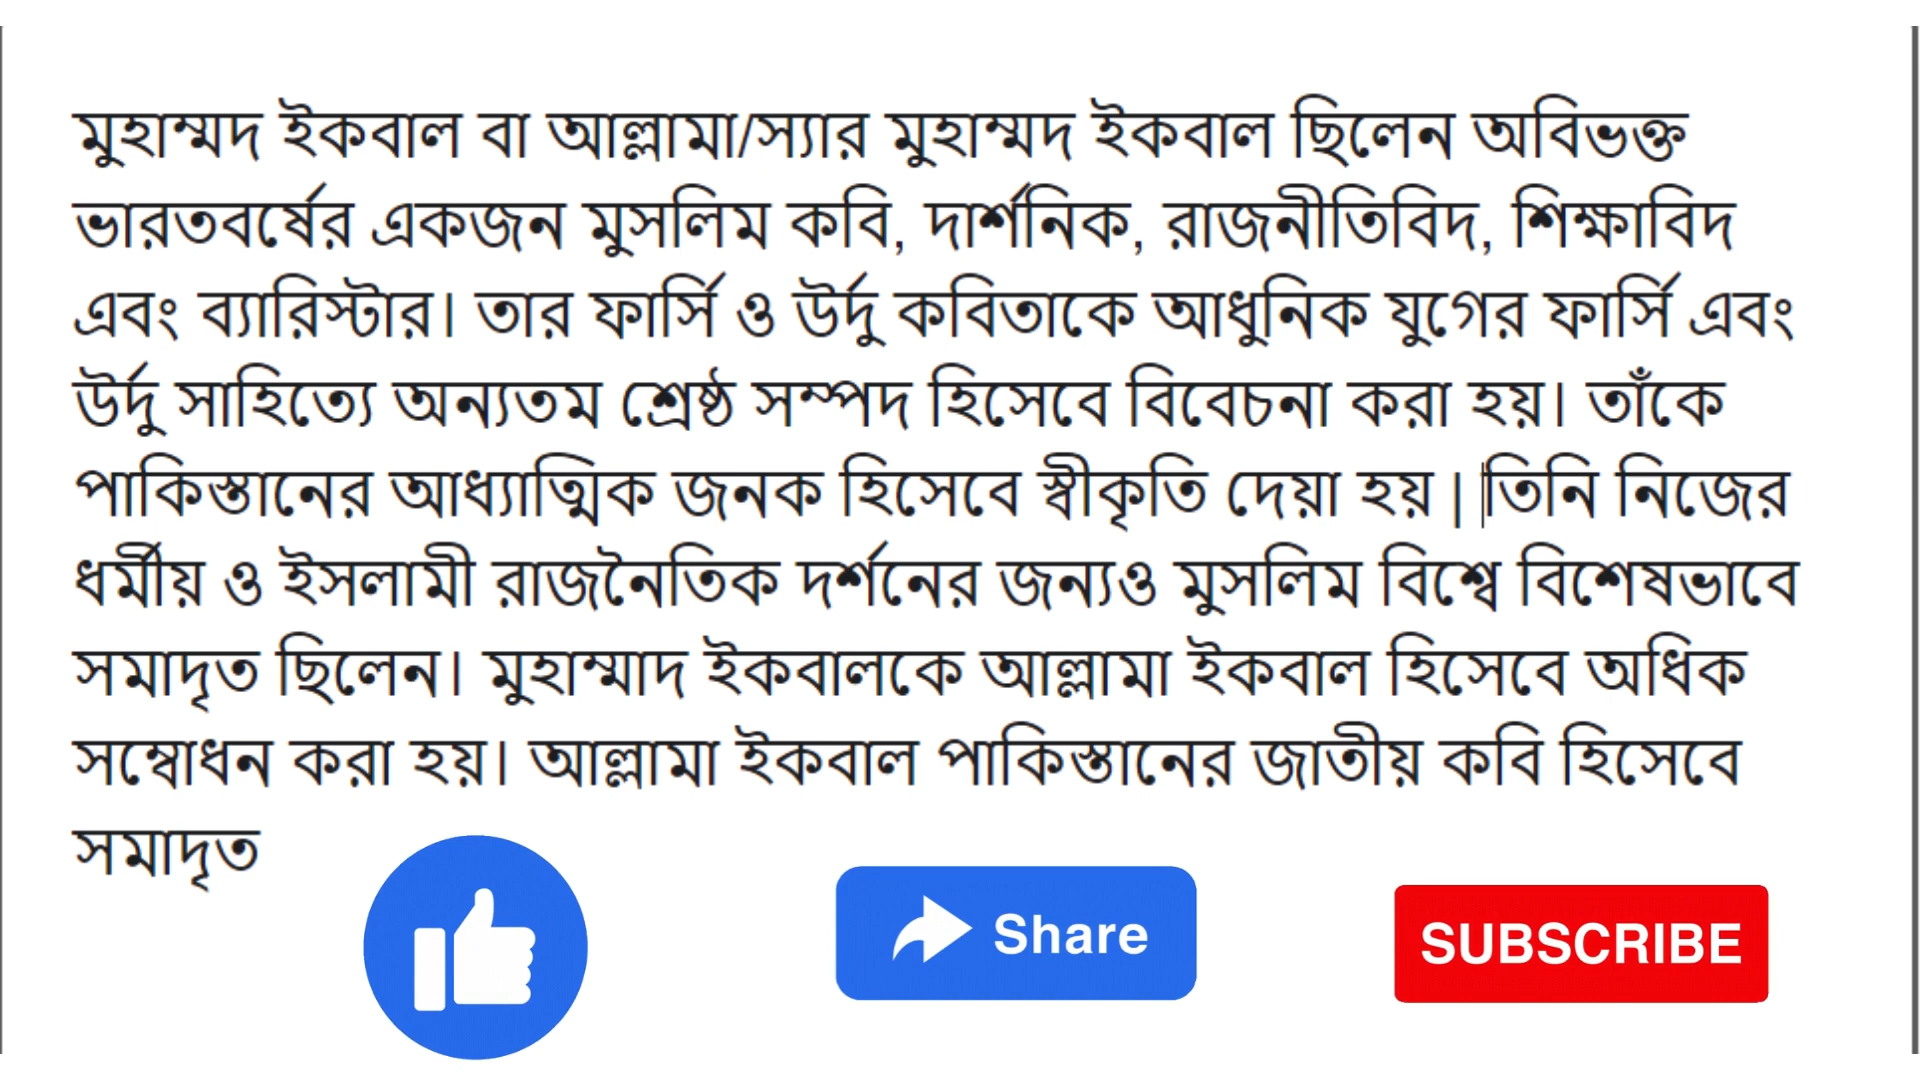 মুহাম্মদ ইকবাল বা আল্লামা/স্যার মুহাম্মদ ইকবাল ছিলেন অবিভক্ত
ভারতবর্ষের একজন মুসলিম কবি, দার্শনিক, রাজনীতিবিদ, শিক্ষাবিদ
এবং ব্যারিস্টার। তার ফার্সি ও উর্দু কবিতাকে আধুনিক যুগের ফার্সি এবং
উর্দু সাহিত্যে অন্যতম শ্রেষ্ঠ সম্পদ হিসেবে বিবেচনা করা হয়। তাঁকে
পাকিস্তানের আধ্যাত্মিক জনক হিসেবে স্বীকৃতি দেয়া হয় | তিনি নিজের
ধর্মীয় ও ইসলামী রাজনৈতিক দর্শনের জন্যও মুসলিম বিশ্বে বিশেষভাবে
সমাদৃত ছিলেন। মুহাম্মাদ ইকবালকে আল্লামা ইকবাল হিসেবে অধিক
সম্বোধন করা হয়। আল্লামা ইকবাল পাকিস্তানের জাতীয় কবি হিসেবে
সমাদৃত
Share
SUBSCRIBE